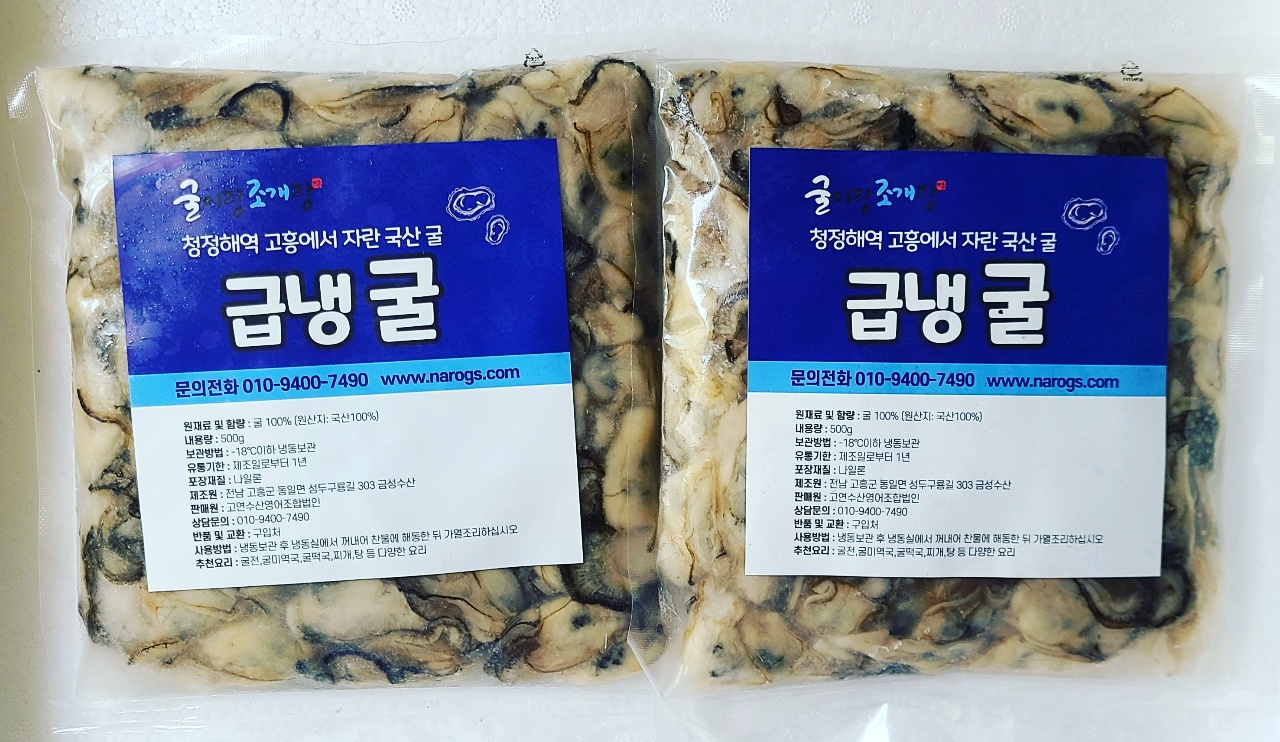 굴이랑조개랑
청정해역 고흥에서 자란 국산 굴
급냉 굴
문의전화 010-9400-7490 www.narogs.com
원재료 및 함량 : 굴 100% (원산지: 국산100%)
내용량 : 500g
보관방법 : -18℃이하 냉동보관
유통기한 : 제조일로부터 1년
포장재질 : 나일론
제조원 : 전남 고흥군 동일면 성두구룡길 303 금성수산
판매원 : 고연수산영어조합법인
상담문의 : 010-9400-7490
반품 및 교환 : 구입처
사용방법 : 냉동보관 후 냉동실에서 꺼내어 찬물에 해동한 뒤 가열조리하십시오
추천요리 : 굴전,굴미역국,굴떡국,찌개,탕 등 다양한 요리
굴이랑조개랑
청정해역 고흥에서 자란 국산 굴
급냉 굴
문의전화 010-9400-7490 www.narogs.com
원재료 및 함량 : 굴 100% (원산지: 국산100%)
내용량 : 500g
보관방법 : -18℃이하 냉동보관
유통기한 : 제조일로부터 1년
포장재질 : 나일론
제조원 : 전남 고흥군 동일면 성두구룡길 303 금성수산
판매원 : 고연수산영어조합법인
상담문의 : 010-9400-7490
반품 및 교환 : 구입처
사용방법 : 냉동보관 후 냉동실에서 꺼내어 찬물에 해동한 뒤 가열조리하십시오
추천요리 : 굴전,굴미역국,굴떡국,찌개,탕 등 다양한 요리